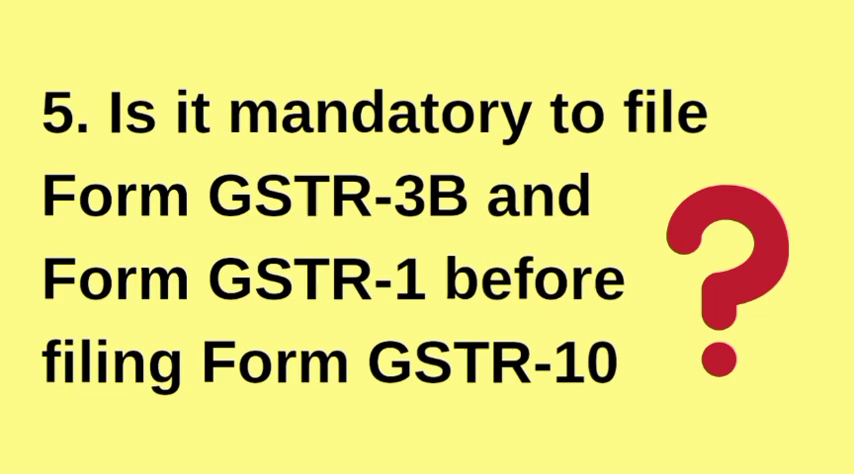 5. Is it mandatory to file
Form GSTR-3B and
Form GSTR-1 before
filing Form GSTR-10
?